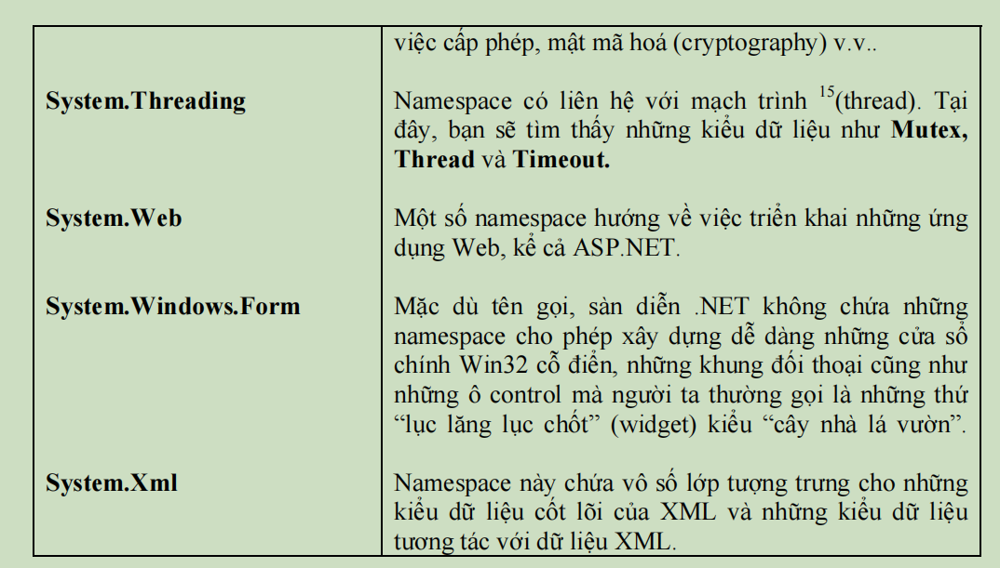 việc cấp phép, mật mã hoá (cryptography) v.v..
System.Threading
Namespace có liên hệ với mạch trình 15(thread). Tại
đây, bạn sẽ tìm thấy những kiểu dữ liệu như Mutex,
Thread và Timeout.
System.Web
Một số namespace hướng về việc triển khai những ứng
dụng Web, kể cả ASP.NET.
System.Windows.Form
Mặc dù tên gọi, sàn diễn .NET không chứa những
namespace cho phép xây dựng dễ dàng những cửa sổ
chính Win32 cỗ điển, những khung đối thoại cũng như
những ô control mà người ta thường gọi là những thứ
“lục lăng lục chốt” (widget) kiểu “cây nhà lá vườn”.
System.Xml
Namespace này chứa vô số lớp tượng trưng cho những
kiểu dữ liệu cốt lõi của XML và những kiểu dữ liệu
tương tác với dữ liệu XML.